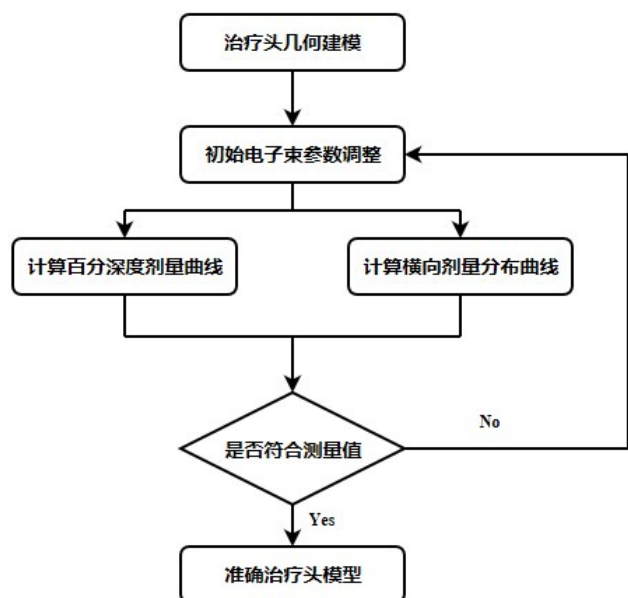 治疗头几何建模
初始电子束参数调整
计算百分深度剂量曲线
计算横向剂量分布曲线
是否符合测量值
No
Yes
准确治疗头模型